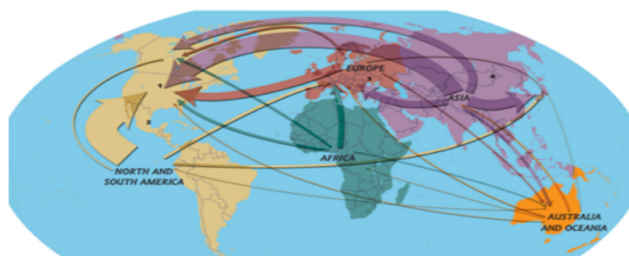 EUROPE
ASIA
AFRICA
NORTH AND
SOUTH AMERICA
AUSTRALIA
AND OCEANIA